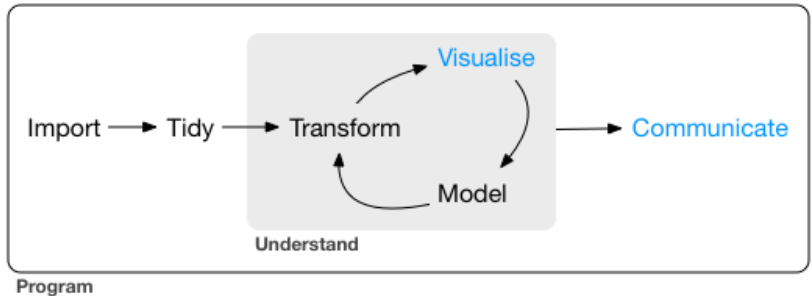 Visualise
Import
Tidy
Transform
Communicate
Model
Understand
Program